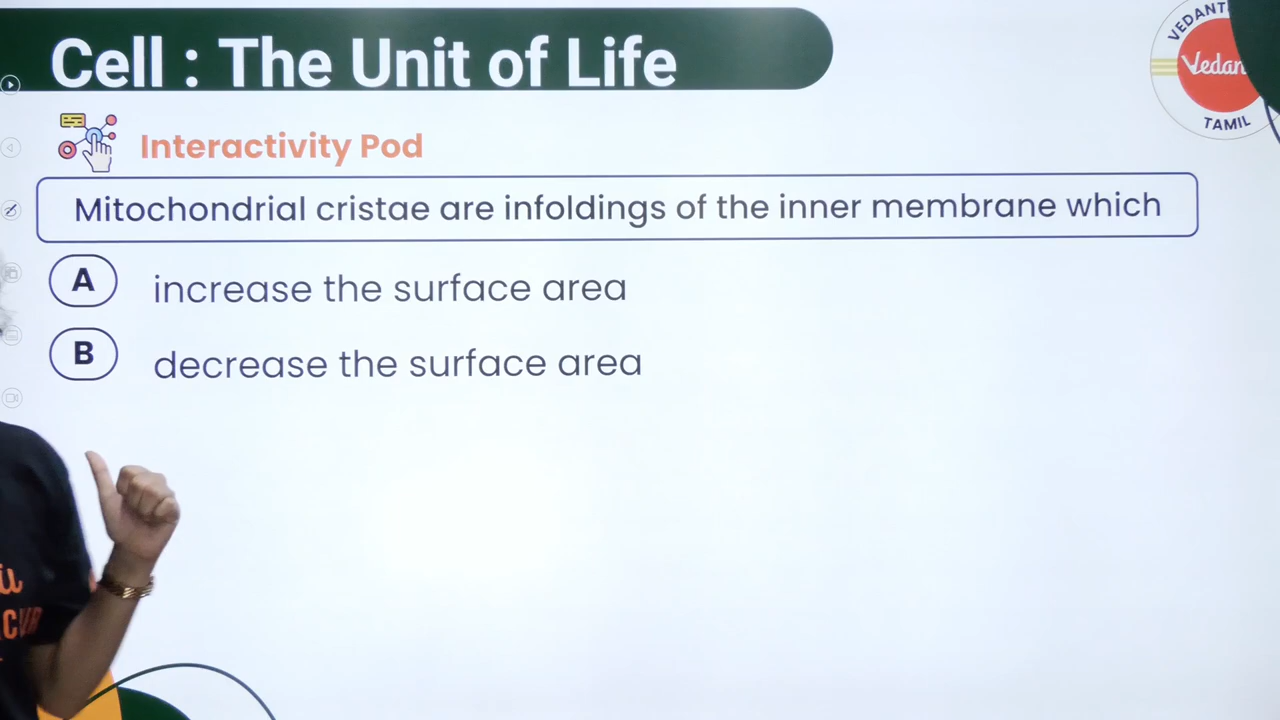 Cell : The Unit of Life
VEDANT
Vedan
TAMIL
Interactivity Pod
Mitochondrial cristae are infoldings of the inner membrane which
A increase the surface area
B decrease the surface area